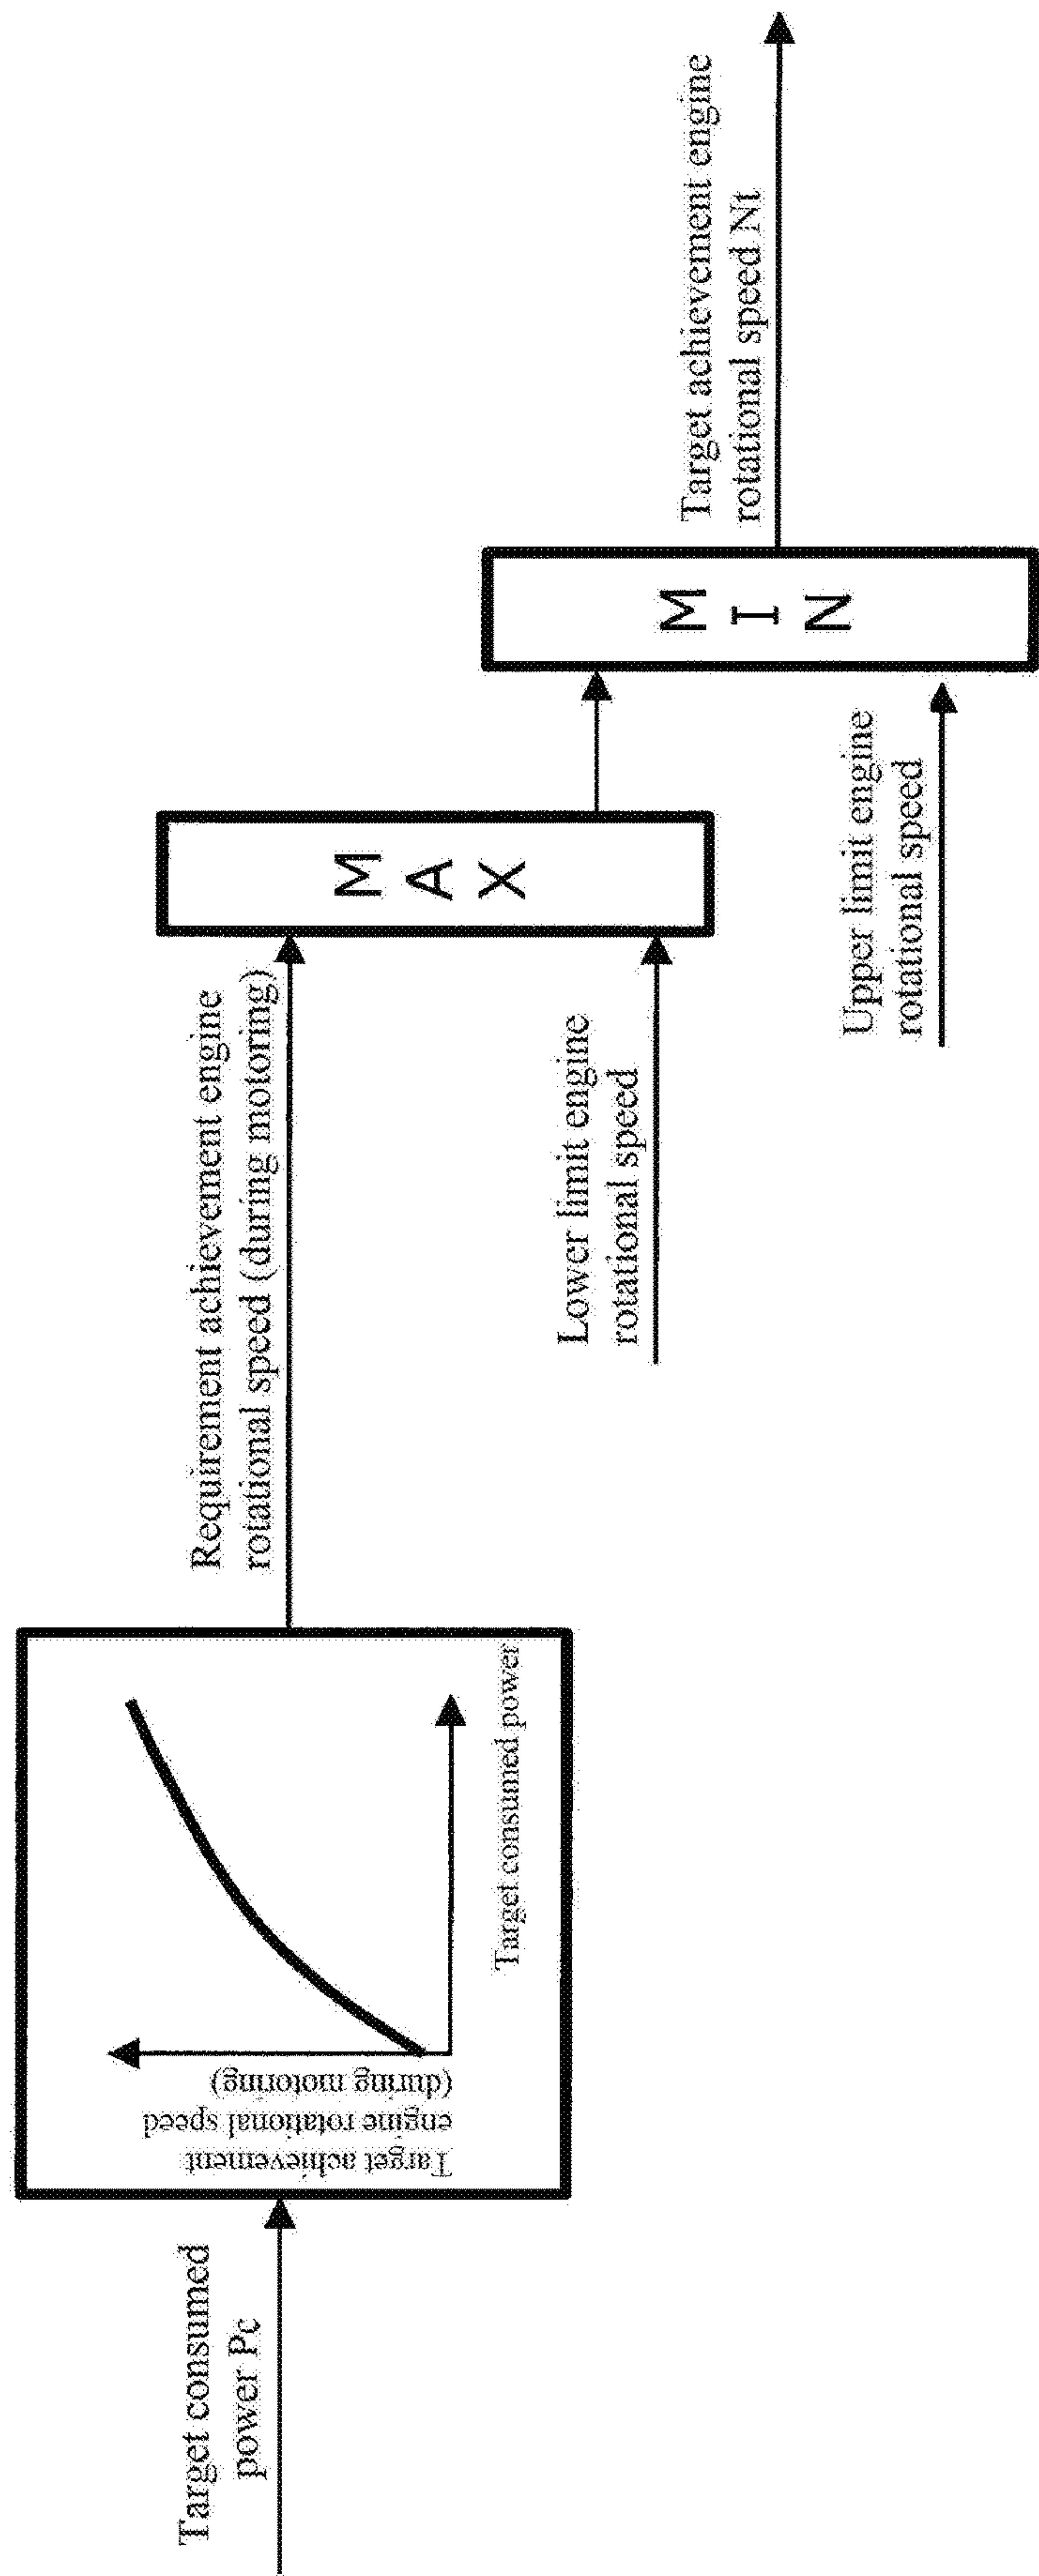 Target consumed
power Pc
Target achievement
engine rotational speed
(during motoring)
Target consumed power
Requirement achievement engine
rotational speed (during motoring)
Lower limit engine
rotational speed
M
A
X
Upper limit engine
rotational speed
M
I
N
Target achievement engine
rotational speed Nt